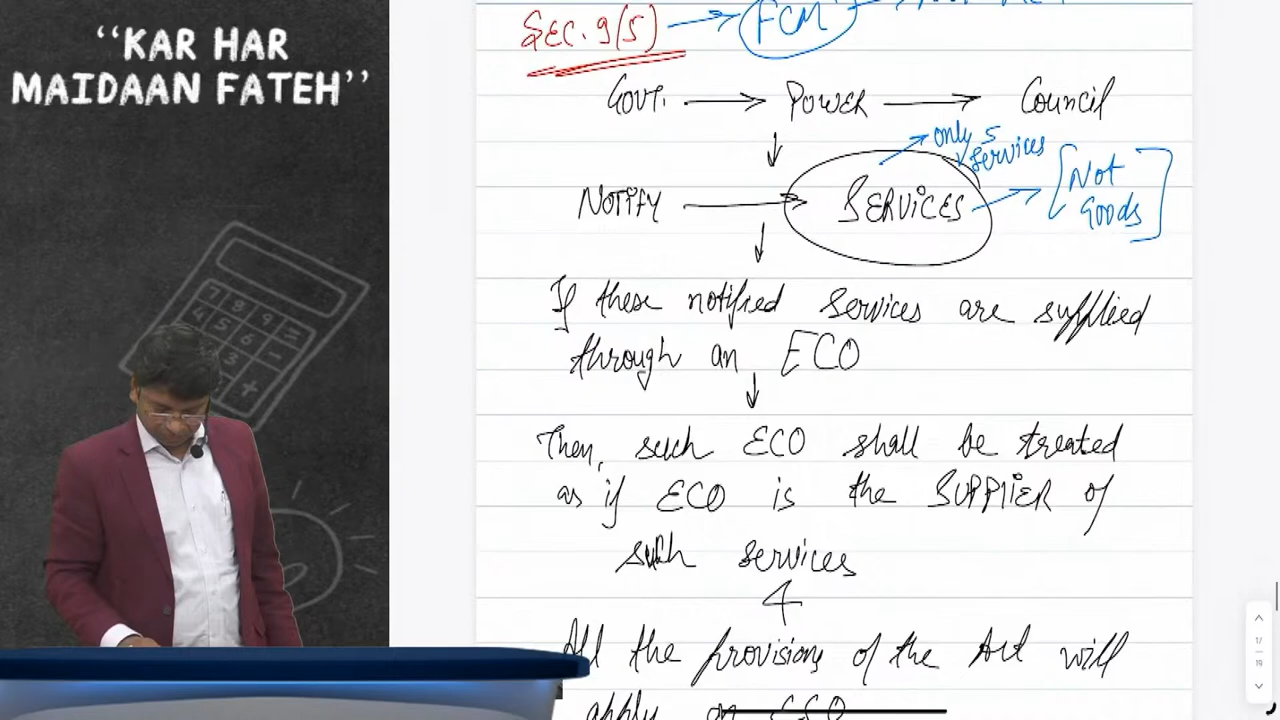 “KAR HAR
MAIDAAN FATEH”
SEC. 9(5) → FCM
GOVT. → POWER → Council
only 5
services
NOTIFY → SERVICES
[Not
Goods]
If these notified services are supplied
through an ECO
Then, such ECO shall be treated
as if ECO is the SUPPLIER of
such services
&
All the provisions of the Act will
apply on ECO
17
19